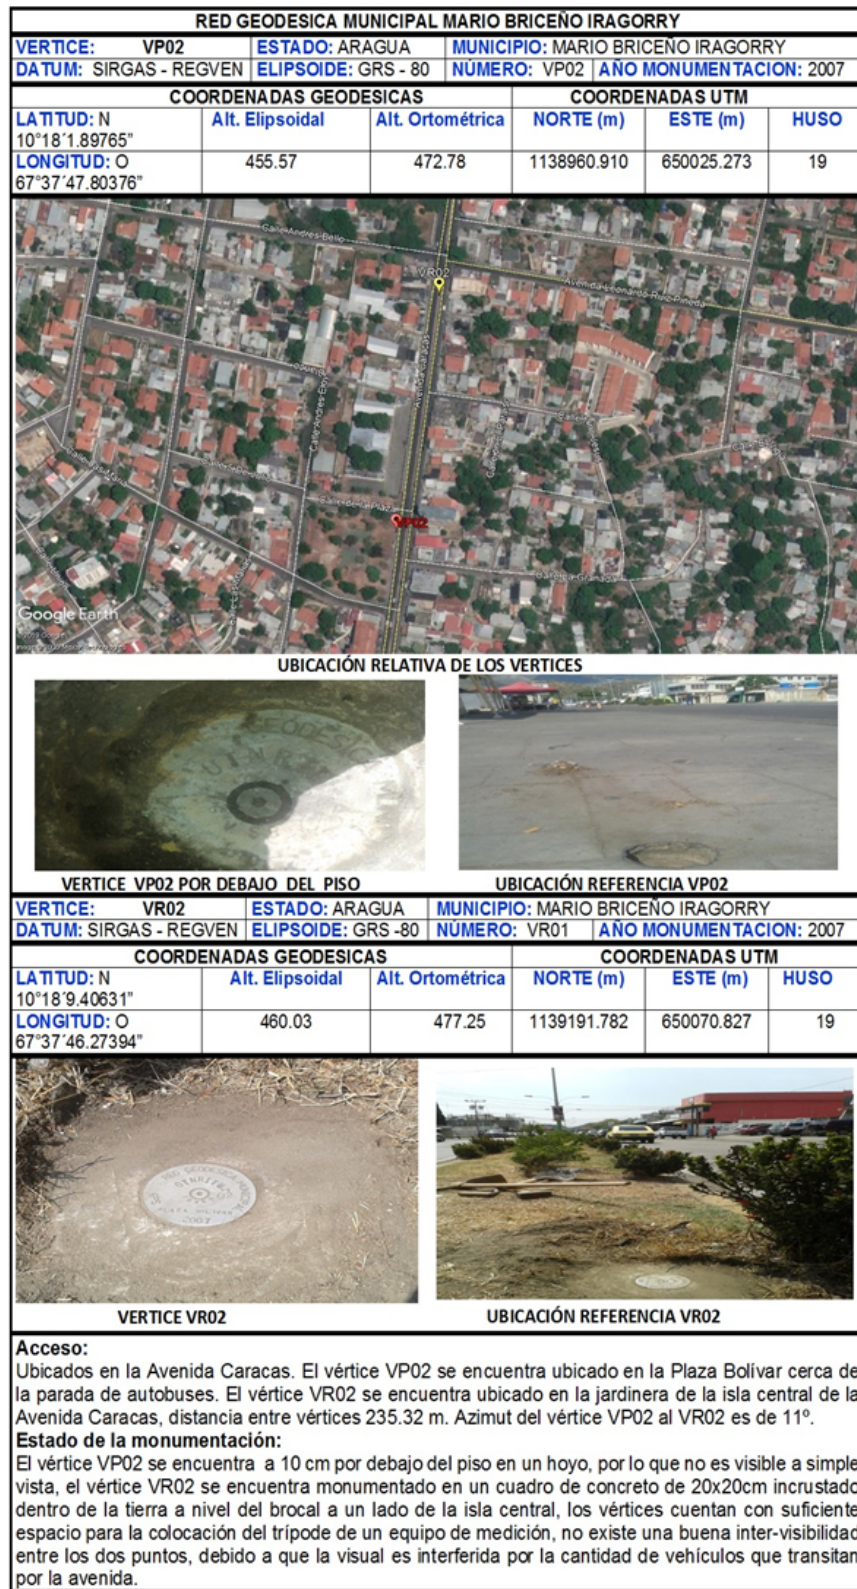 RED GEODESICA MUNICIPAL MARIO BRICEÑO IRAGORRY
VERTICE: VP02 ESTADO: ARAGUA MUNICIPIO: MARIO BRICEÑO IRAGORRY
DATUM: SIRGAS - REGVEN ELIPSOIDE: GRS - 80 NÚMERO: VP02 AÑO MONUMENTACION: 2007
COORDENADAS GEODESICAS COORDENADAS UTM
LATITUD: N
10°18´1.89765” Alt. Elipsoidal Alt. Ortométrica NORTE (m) ESTE (m) HUSO
LONGITUD: O
67°37´47.80376” 455.57 472.78 1138960.910 650025.273 19
Calle Andres Bello
VR02
Avenida Leonardo Ruiz Pineda
Avenida Caracas
Calle de la Plaza
VP02
Google Earth
UBICACIÓN RELATIVA DE LOS VERTICES
VERTICE VP02 POR DEBAJO DEL PISO UBICACIÓN REFERENCIA VP02
VERTICE: VR02 ESTADO: ARAGUA MUNICIPIO: MARIO BRICEÑO IRAGORRY
DATUM: SIRGAS - REGVEN ELIPSOIDE: GRS -80 NÚMERO: VR01 AÑO MONUMENTACION: 2007
COORDENADAS GEODESICAS COORDENADAS UTM
LATITUD: N
10°18´9.40631” Alt. Elipsoidal Alt. Ortométrica NORTE (m) ESTE (m) HUSO
LONGITUD: O
67°37´46.27394” 460.03 477.25 1139191.782 650070.827 19
RED GEODESICA MUNICIPAL
2007
VERTICE VR02 UBICACIÓN REFERENCIA VR02
Acceso:
Ubicados en la Avenida Caracas. El vértice VP02 se encuentra ubicado en la Plaza Bolívar cerca de
la parada de autobuses. El vértice VR02 se encuentra ubicado en la jardinera de la isla central de la
Avenida Caracas, distancia entre vértices 235.32 m. Azimut del vértice VP02 al VR02 es de 11º.
Estado de la monumentación:
El vértice VP02 se encuentra a 10 cm por debajo del piso en un hoyo, por lo que no es visible a simple
vista, el vértice VR02 se encuentra monumentado en un cuadro de concreto de 20x20cm incrustado
dentro de la tierra a nivel del brocal a un lado de la isla central, los vértices cuentan con suficiente
espacio para la colocación del trípode de un equipo de medición, no existe una buena inter-visibilidad
entre los dos puntos, debido a que la visual es interferida por la cantidad de vehículos que transitan
por la avenida.